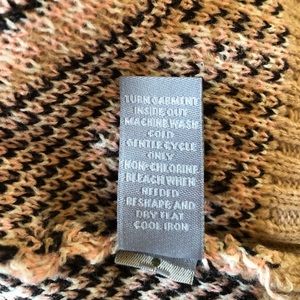 TURN GARMENT
INSIDE OUT
MACHINE WASH
COLD
GENTLE CYCLE
ONLY
NON-CHLORINE
BLEACH WHEN
NEEDED
RESHAPE AND
DRY FLAT
COOL IRON